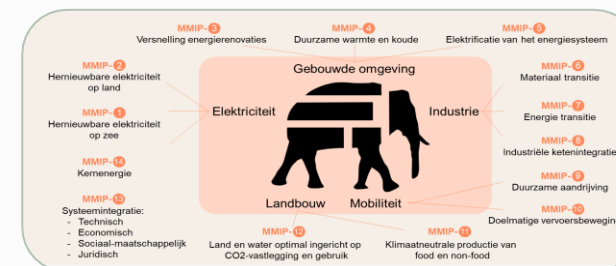 MMIP-3
Versnelling energierenovaties
MMIP-4
Duurzame warmte en koude
MMIP-5
Elektrificatie van het energiesysteem
MMIP-2
Hernieuwbare elektriciteit
op land
MMIP-1
Hernieuwbare elektriciteit
op zee
MMIP-14
Kernenergie
MMIP-13
Systeemintegratie:
- Technisch
- Economisch
- Sociaal-maatschappelijk
- Juridisch
Gebouwde omgeving
Elektriciteit
Industrie
Landbouw
Mobiliteit
MMIP-6
Materiaal transitie
MMIP-7
Energie transitie
MMIP-8
Industriële ketenintegratie
MMIP-9
Duurzame aandrijving
MMIP-10
Doelmatige vervoersbeweging
MMIP-12
Land en water optimal ingericht op
CO2-vastlegging en gebruik
MMIP-11
Klimaatneutrale productie van
food en non-food